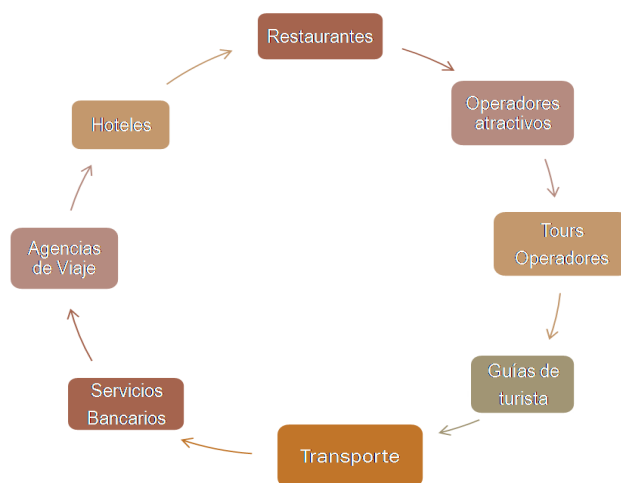 Restaurantes
Operadores
atractivos
Tours
Operadores
Guías de
turista
Transporte
Servicios
Bancarios
Agencias
de Viaje
Hoteles